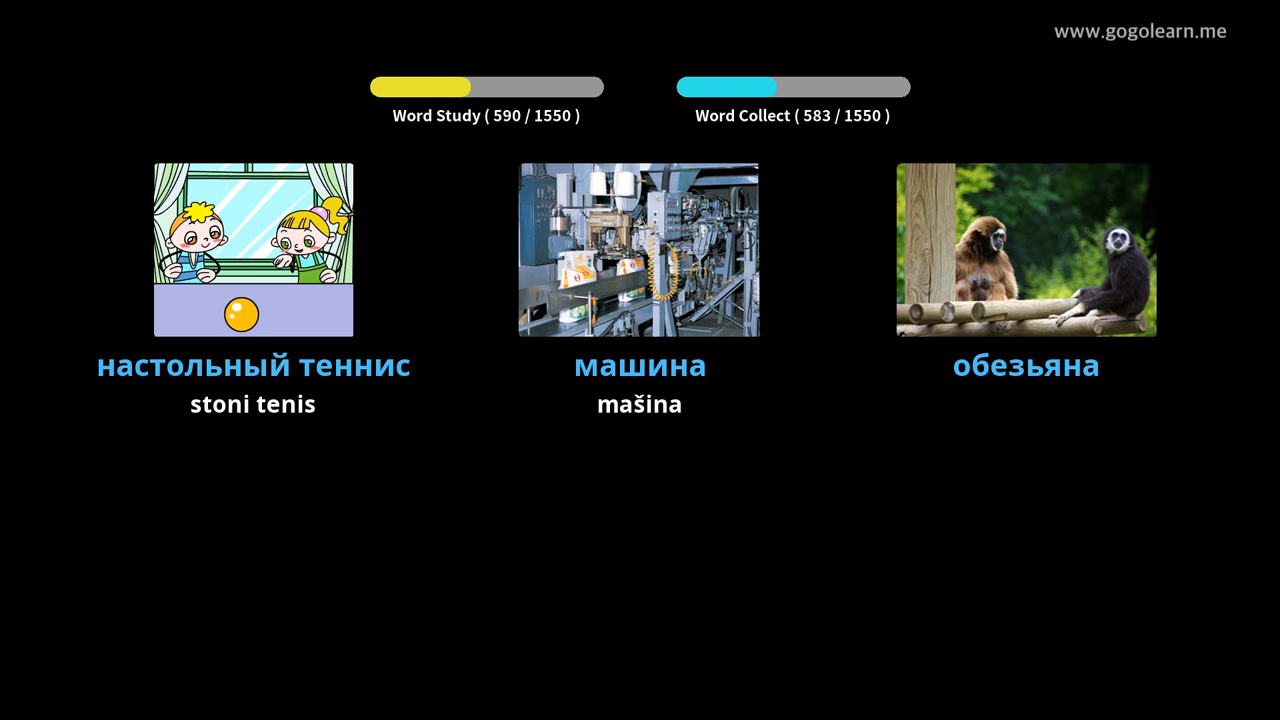 www.gogolearn.me
Word Study ( 590 / 1550 )
Word Collect ( 583 / 1550 )
настольный теннис
stoni tenis
машина
mašina
обезьяна